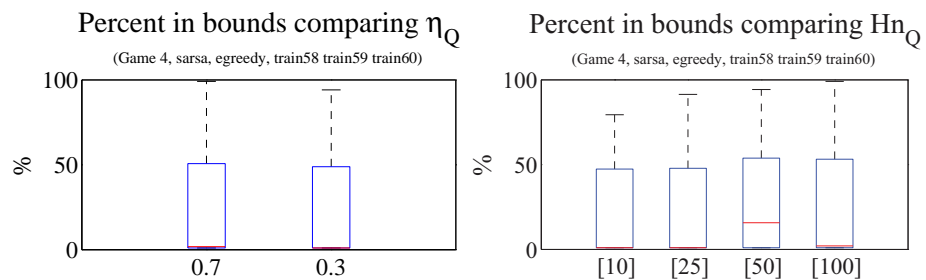 Percent in bounds comparing η_Q
(Game 4, sarsa, egreedy, train58 train59 train60)
100
50
0
%
0.7 0.3
Percent in bounds comparing Hn_Q
(Game 4, sarsa, egreedy, train58 train59 train60)
100
50
0
%
[10] [25] [50] [100]